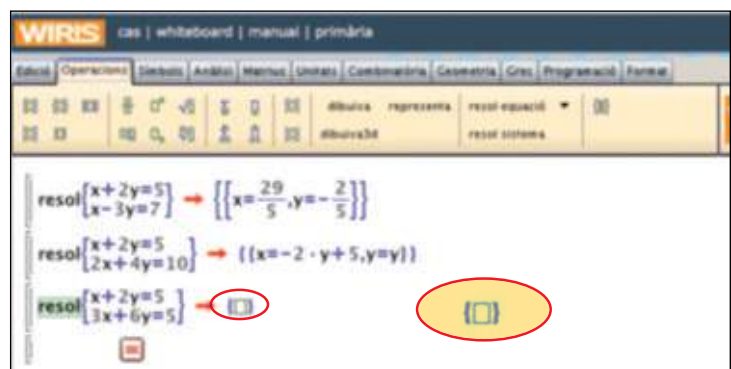 WIRIS cas | whiteboard | manual | primària
Edició Operacions Símbols Anàlisi Matrius Unitats Combinatòria Geometria Grec Programació Format
dibuixa representa resol equació
dibuixa3d resol sistema
resol{x+2y=5
x-3y=7} → {{x=29/5,y=-2/5}}
resol{x+2y=5
2x+4y=10} → {{x=-2·y+5,y=y}}
resol{x+2y=5
3x+6y=5} → {□} {□}
=